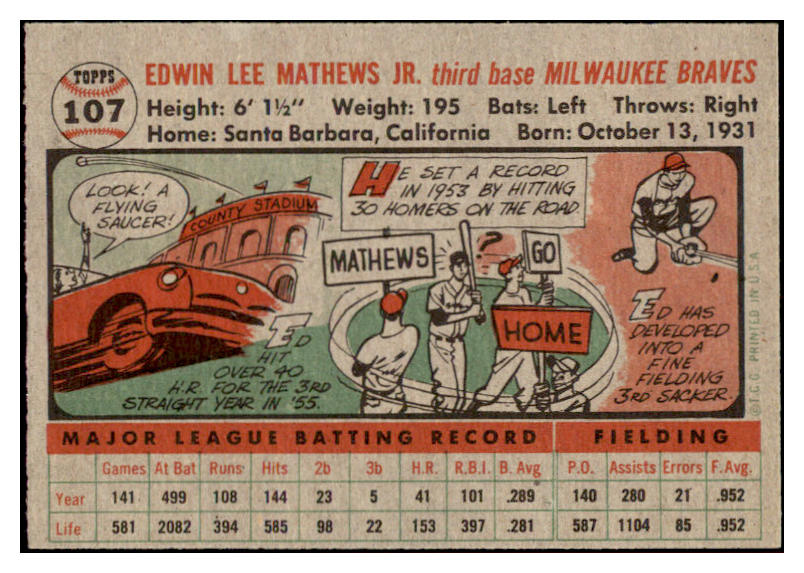 TOPPS
107
EDWIN LEE MATHEWS JR. third base MILWAUKEE BRAVES
Height: 6' 1½" Weight: 195 Bats: Left Throws: Right
Home: Santa Barbara, California Born: October 13, 1931
LOOK! A
FLYING
SAUCER!
COUNTY STADIUM
ED
HIT
OVER 40
H.R. FOR THE 3RD
STRAIGHT YEAR IN '55.
HE SET A RECORD
IN 1953 BY HITTING
30 HOMERS ON THE ROAD.
MATHEWS
?
GO
HOME
ED HAS
DEVELOPED
INTO A
FINE
FIELDING
3RD SACKER.
©T.C.G. PRINTED IN U.S.A.
MAJOR LEAGUE BATTING RECORD FIELDING
Games At Bat Runs Hits 2b 3b H.R. R.B.I. B. Avg P.O. Assists Errors F. Avg.
Year 141 499 108 144 23 5 41 101 .289 140 280 21 .952
Life 581 2082 394 585 98 22 153 397 .281 587 1104 85 .952